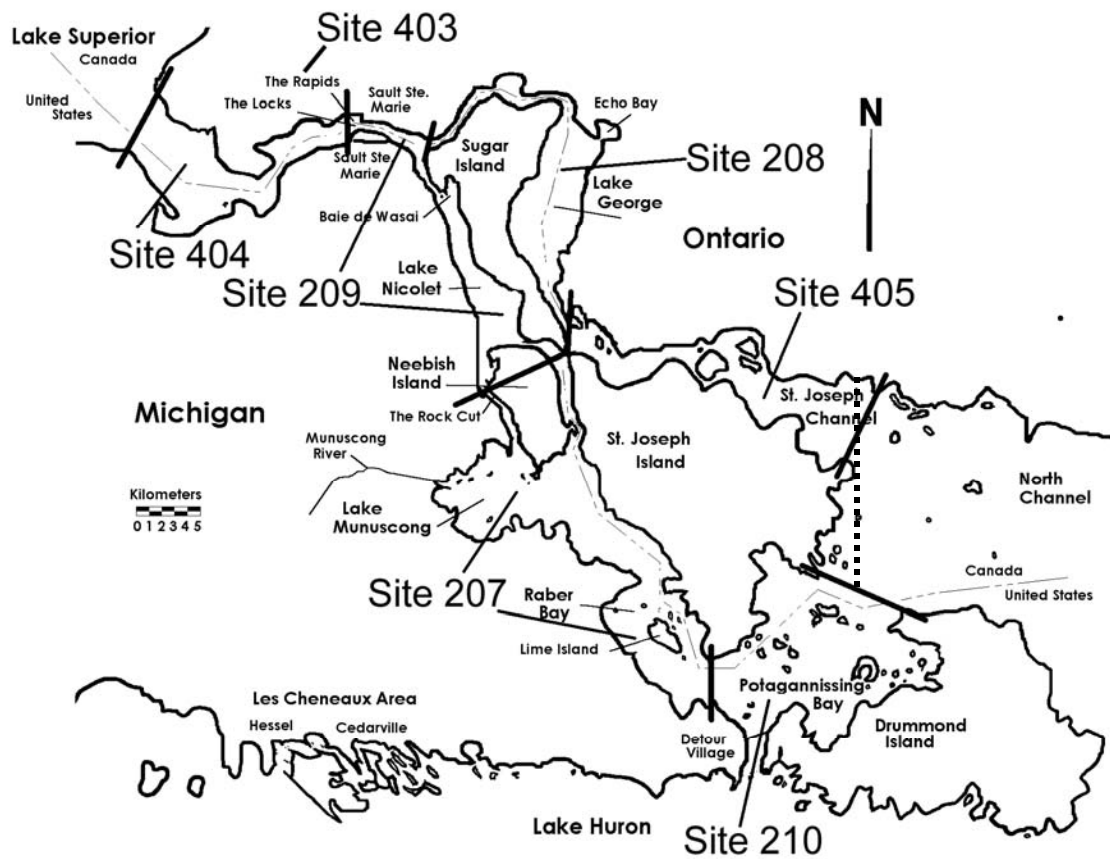 Site 403
Lake Superior
Canada
United
States
The Rapids
The Locks
Sault Ste.
Marie
Sault Ste.
Marie
Echo Bay
Sugar
Island
N
Site 208
Lake
George
Baie de Wasai
Ontario
Site 404
Lake
Nicolet
Site 209
Site 405
Neebish
Island
St. Joseph
Channel
Michigan
The Rock Cut
Munuscong
River
St. Joseph
Island
North
Channel
Kilometers
0 1 2 3 4 5
Lake
Munuscong
Canada
United States
Site 207
Raber
Bay
Lime Island
Potagannissing
Bay
Les Cheneaux Area
Hessel
Cedarville
Detour
Village
Drummond
Island
Lake Huron
Site 210